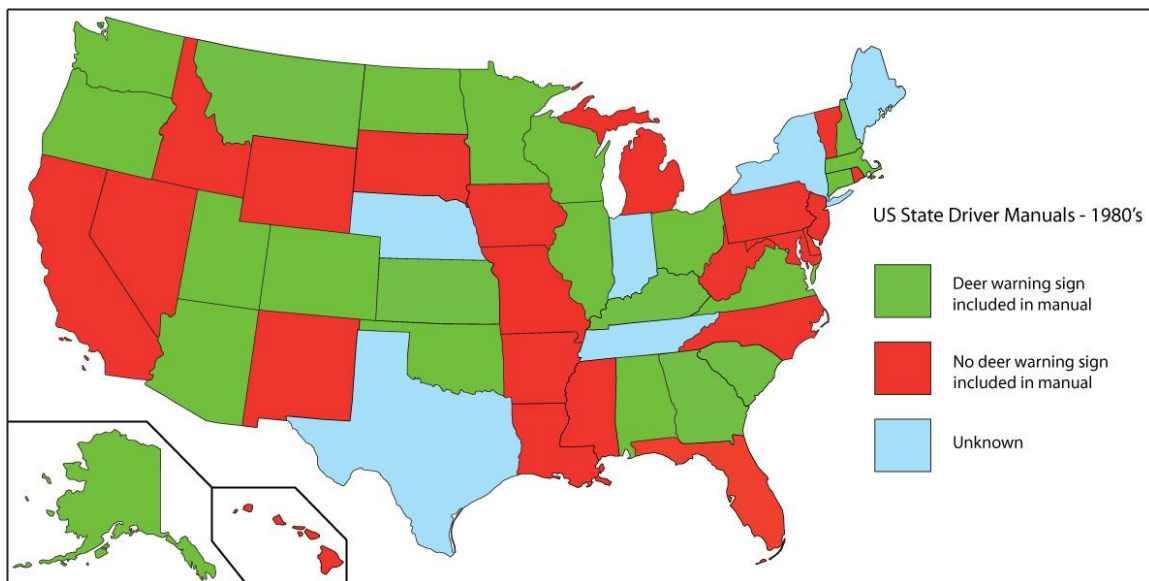 US State Driver Manuals - 1980's
Deer warning sign
included in manual
No deer warning sign
included in manual
Unknown